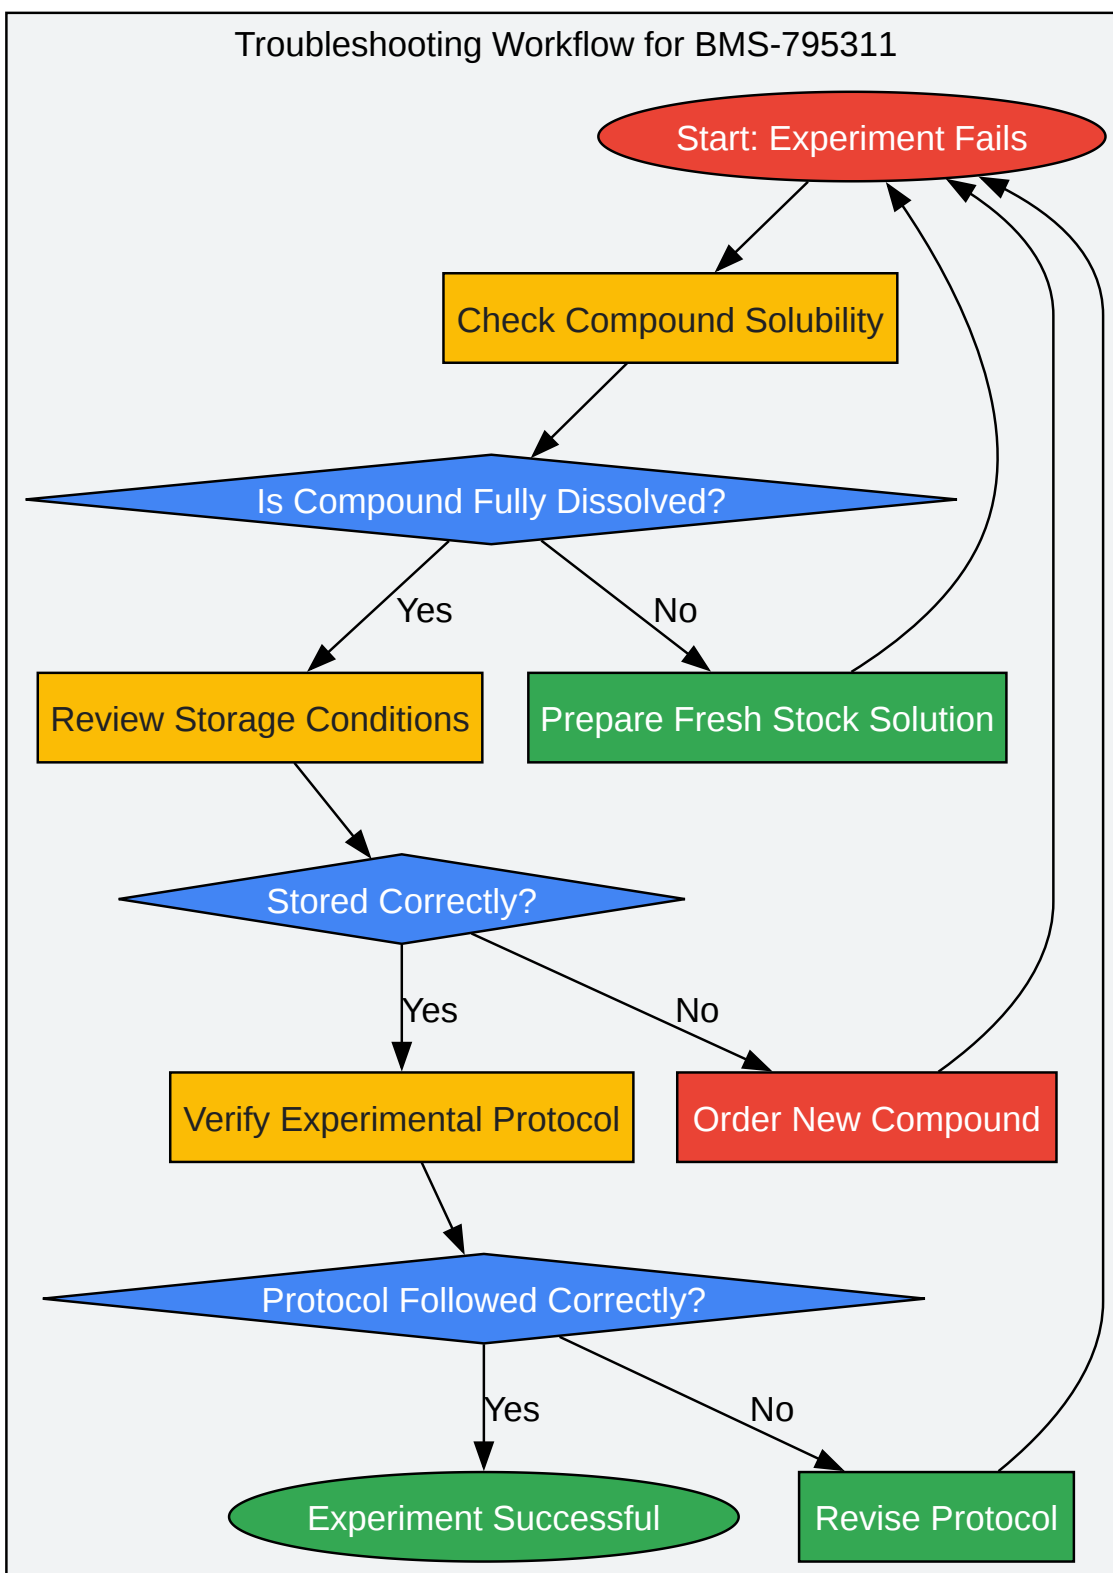 Troubleshooting Workflow for BMS-795311
Start: Experiment Fails
Check Compound Solubility
Is Compound Fully Dissolved?
Yes
No
Review Storage Conditions
Prepare Fresh Stock Solution
Stored Correctly?
Yes
No
Verify Experimental Protocol
Order New Compound
Protocol Followed Correctly?
Yes
No
Experiment Successful
Revise Protocol